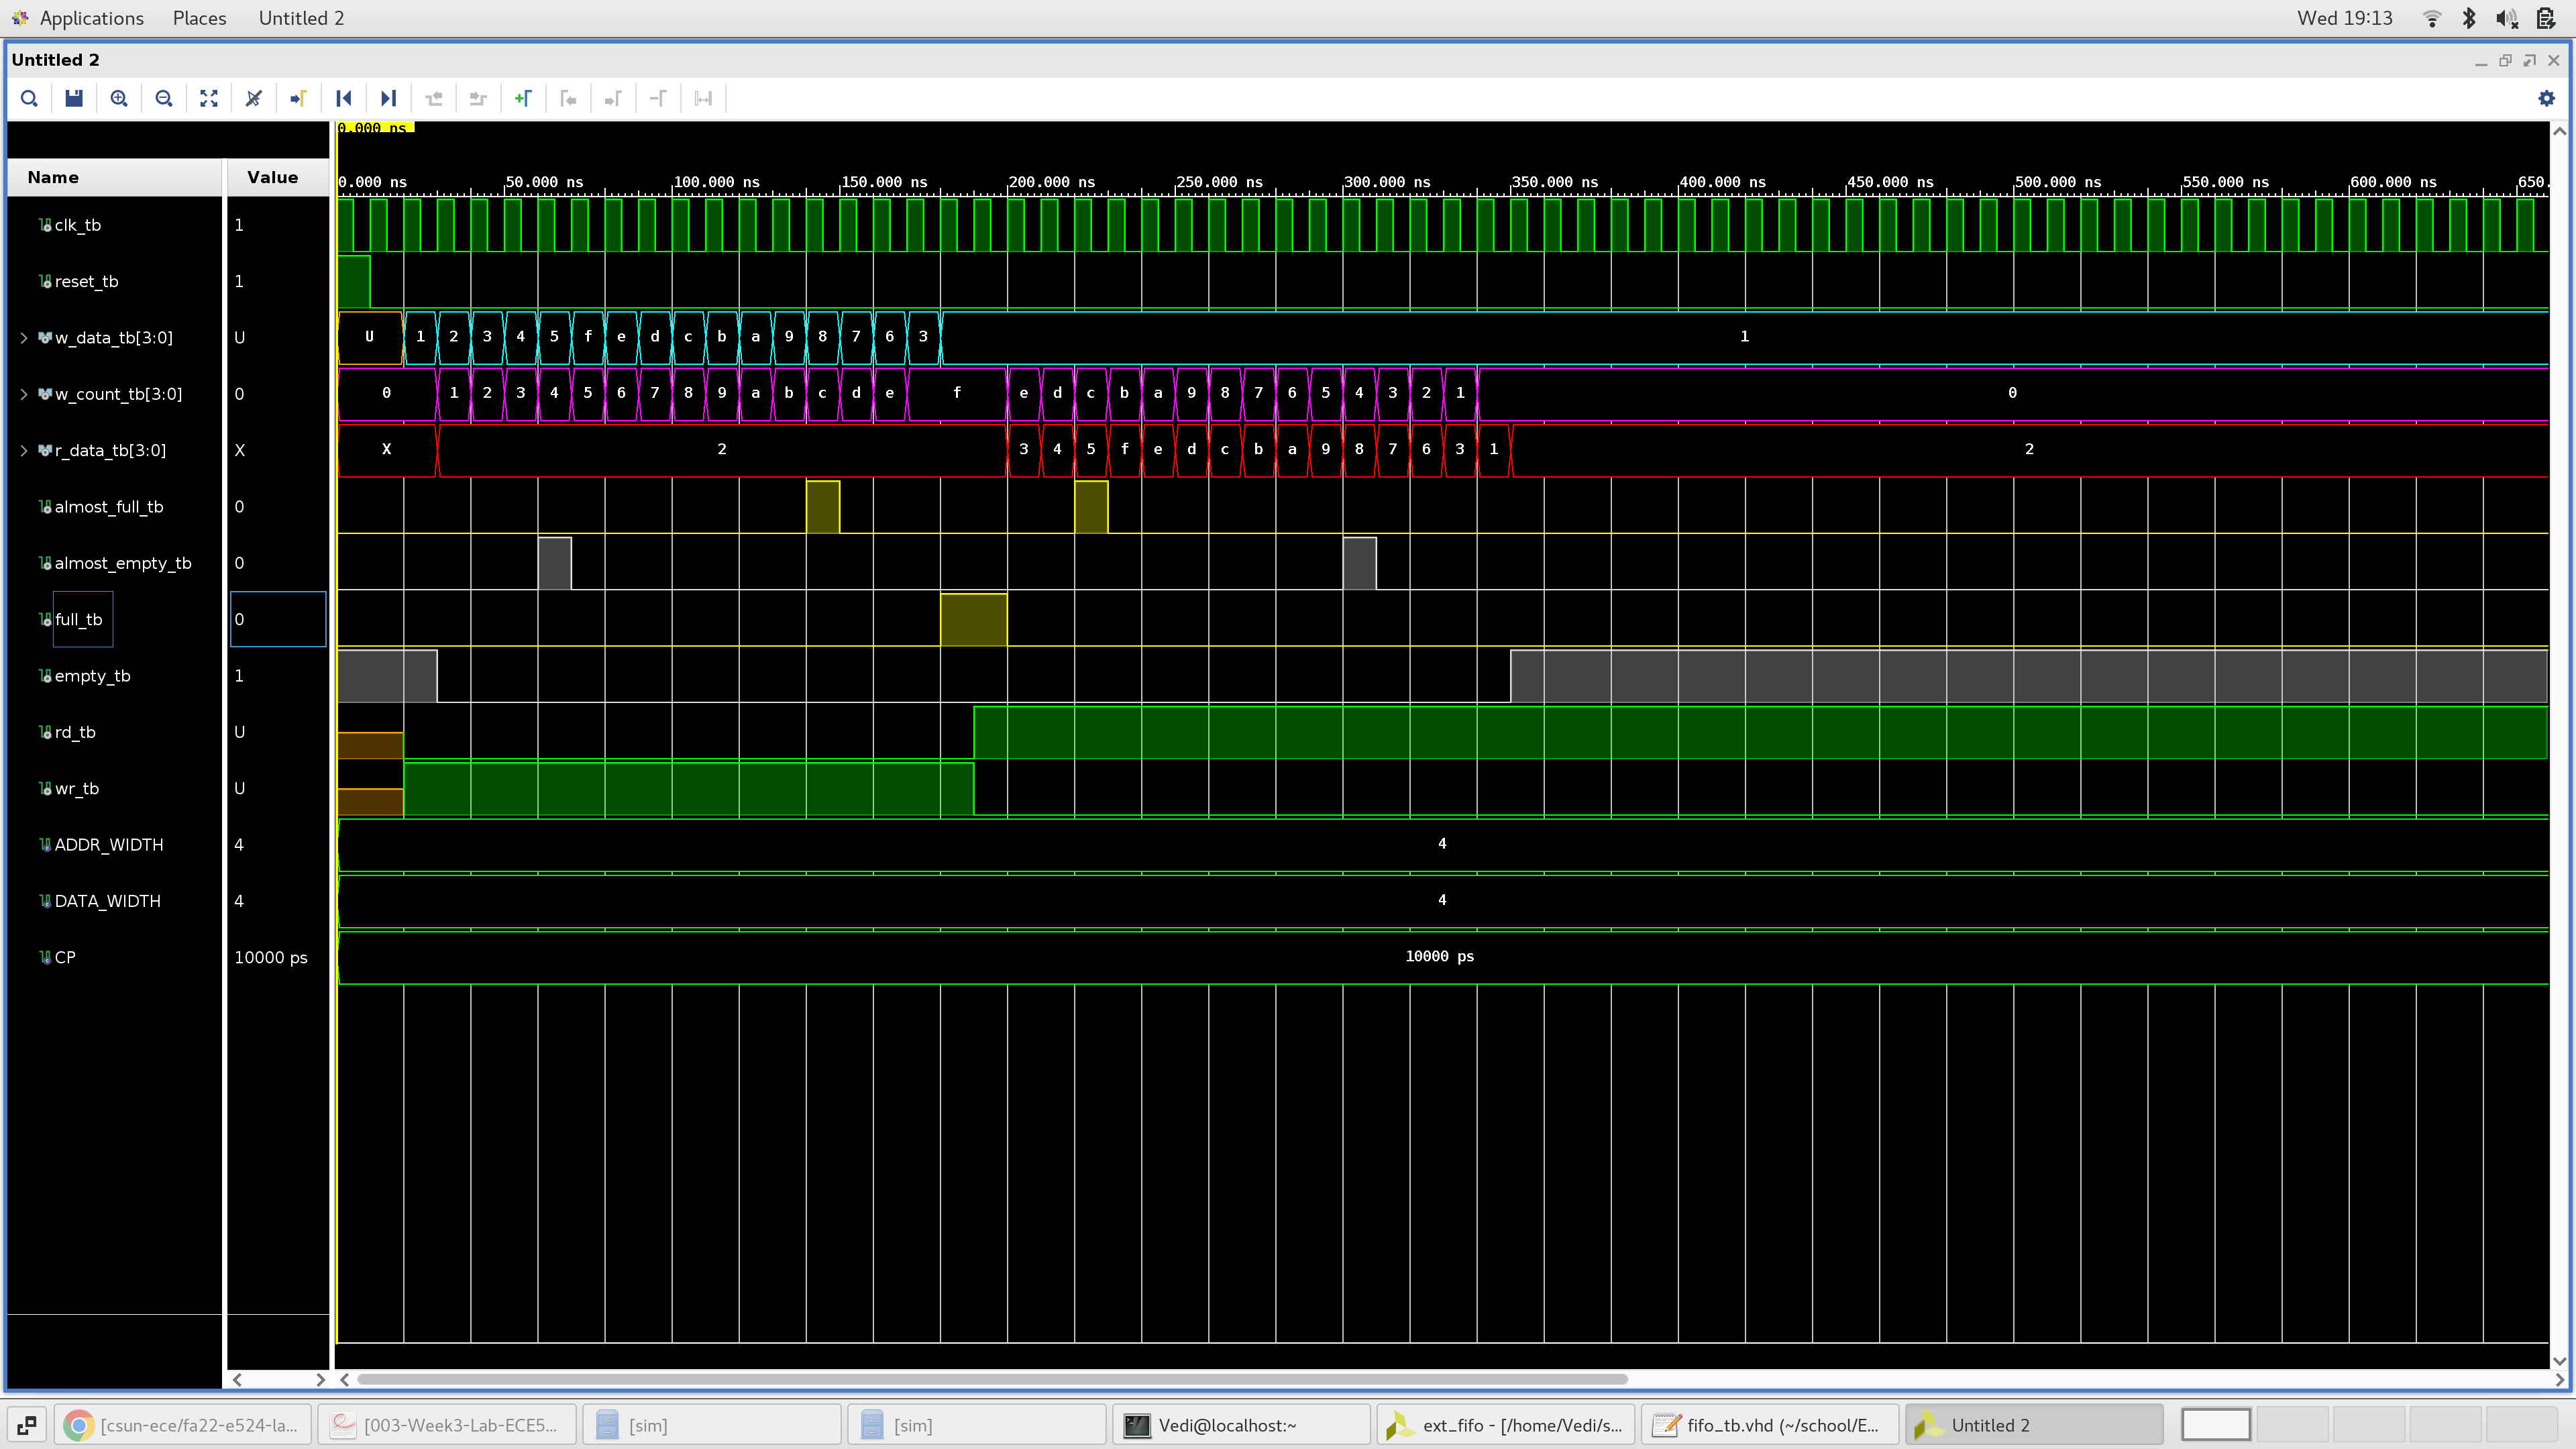 Applications Places Untitled 2 Wed 19:13
Untitled 2
0.000 ns
Name Value
0.000 ns 50.000 ns 100.000 ns 150.000 ns 200.000 ns 250.000 ns 300.000 ns 350.000 ns 400.000 ns 450.000 ns 500.000 ns 550.000 ns 600.000 ns 650.
clk_tb 1
reset_tb 1
w_data_tb[3:0] U U 1 2 3 4 5 f e d c b a 9 8 7 6 3 1
w_count_tb[3:0] 0 0 1 2 3 4 5 6 7 8 9 a b c d e f e d c b a 9 8 7 6 5 4 3 2 1 0
r_data_tb[3:0] X X 2 3 4 5 f e d c b a 9 8 7 6 3 1 2
almost_full_tb 0
almost_empty_tb 0
full_tb 0
empty_tb 1
rd_tb U
wr_tb U
ADDR_WIDTH 4 4
DATA_WIDTH 4 4
CP 10000 ps 10000 ps
[csun-ece/fa22-e524-la... [003-Week3-Lab-ECE5... [sim] [sim] Vedi@localhost:~ ext_fifo - [/home/Vedi/s... fifo_tb.vhd (~/school/E... Untitled 2